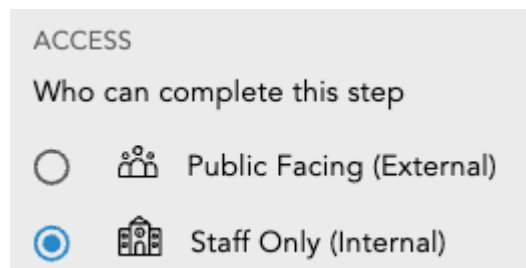 ACCESS
Who can complete this step
Public Facing (External)
Staff Only (Internal)